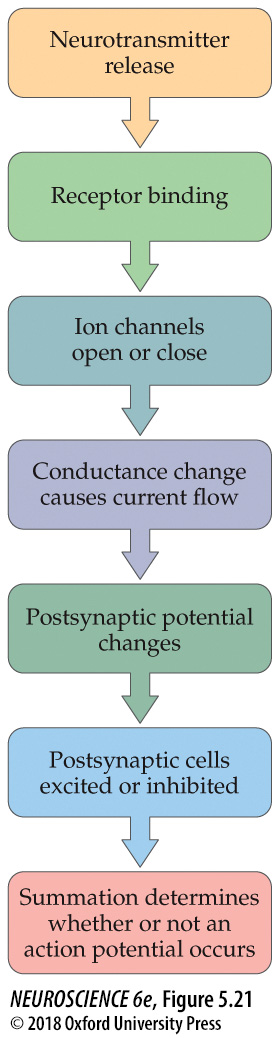 Neurotransmitter
release
Receptor binding
Ion channels
open or close
Conductance change
causes current flow
Postsynaptic potential
changes
Postsynaptic cells
excited or inhibited
Summation determines
whether or not an
action potential occurs
NEUROSCIENCE 6e, Figure 5.21
© 2018 Oxford University Press